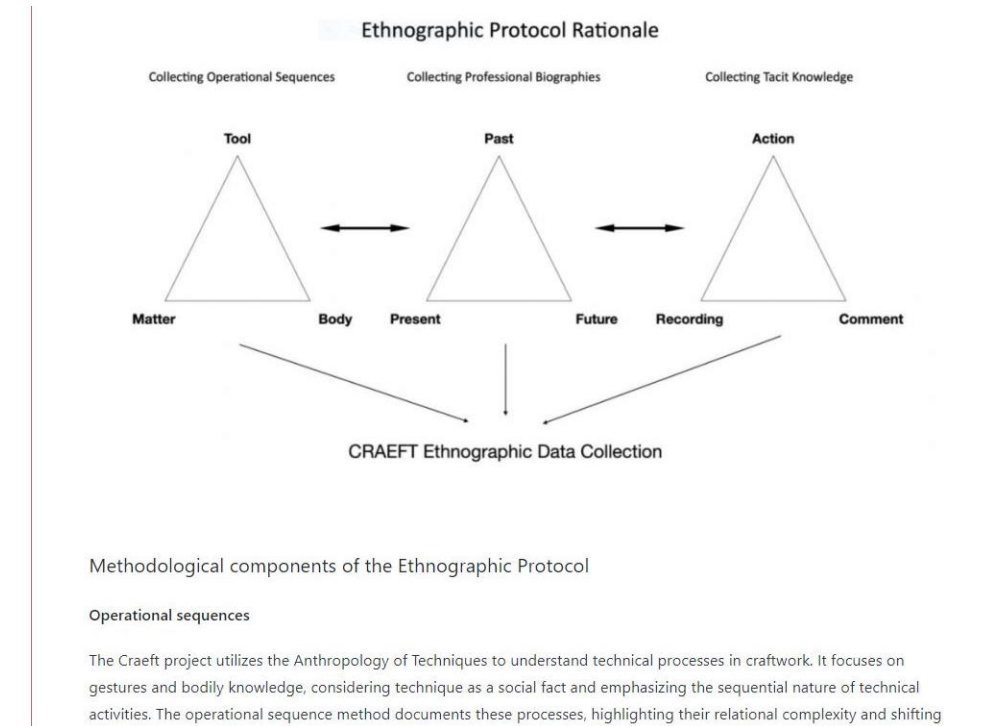 Ethnographic Protocol Rationale
Collecting Operational Sequences
Collecting Professional Biographies
Collecting Tacit Knowledge
Tool
Past
Action
Matter
Body
Present
Future
Recording
Comment
CRAEFT Ethnographic Data Collection
Methodological components of the Ethnographic Protocol
Operational sequences
The Craeft project utilizes the Anthropology of Techniques to understand technical processes in craftwork. It focuses on
gestures and bodily knowledge, considering technique as a social fact and emphasizing the sequential nature of technical
activities. The operational sequence method documents these processes, highlighting their relational complexity and shifting